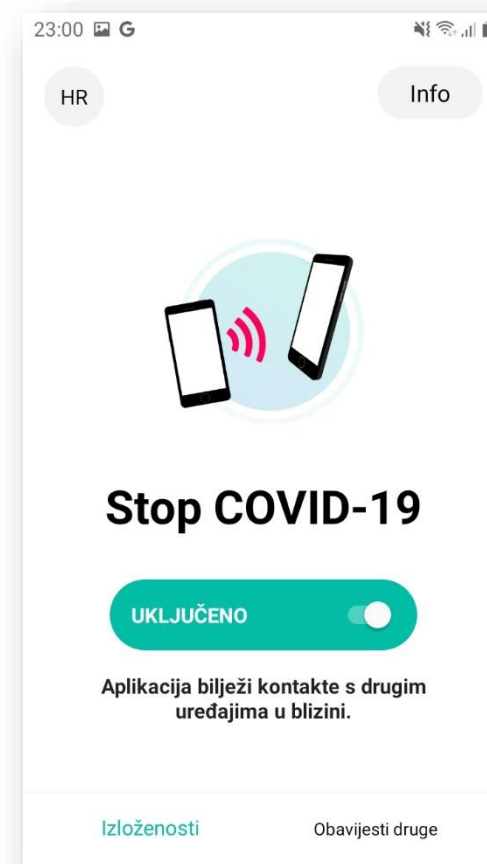 23:00 G
HR
Info
Stop COVID-19
UKLJUČENO
Aplikacija bilježi kontakte s drugim
uređajima u blizini.
Izloženosti
Obavijesti druge